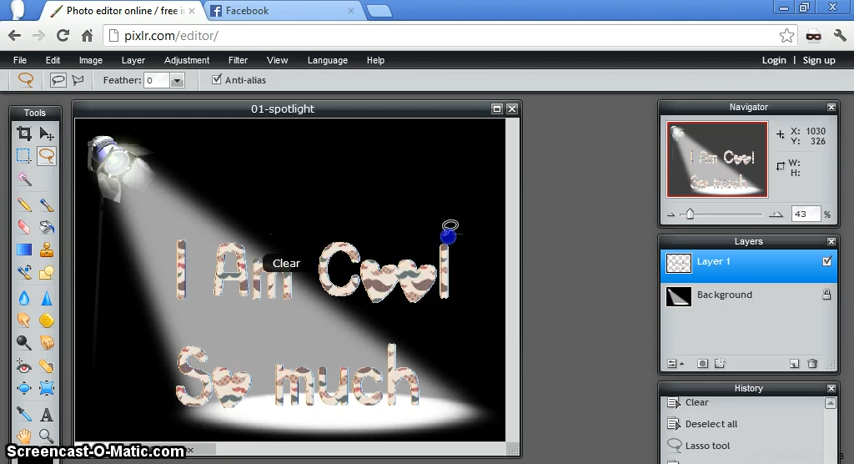 Photo editor online / free i
Facebook
pixlr.com/editor/
File Edit Image Layer Adjustment Filter View Language Help
Login | Sign up
Feather: 0 Anti-alias
Tools
01-spotlight
Navigator
X: 1030
Y: 326
W:
H:
43 %
I Am Cool
Clear
So much
Layers
Layer 1
Background
History
Clear
Deselect all
Lasso tool
Screencast-O-Matic.com